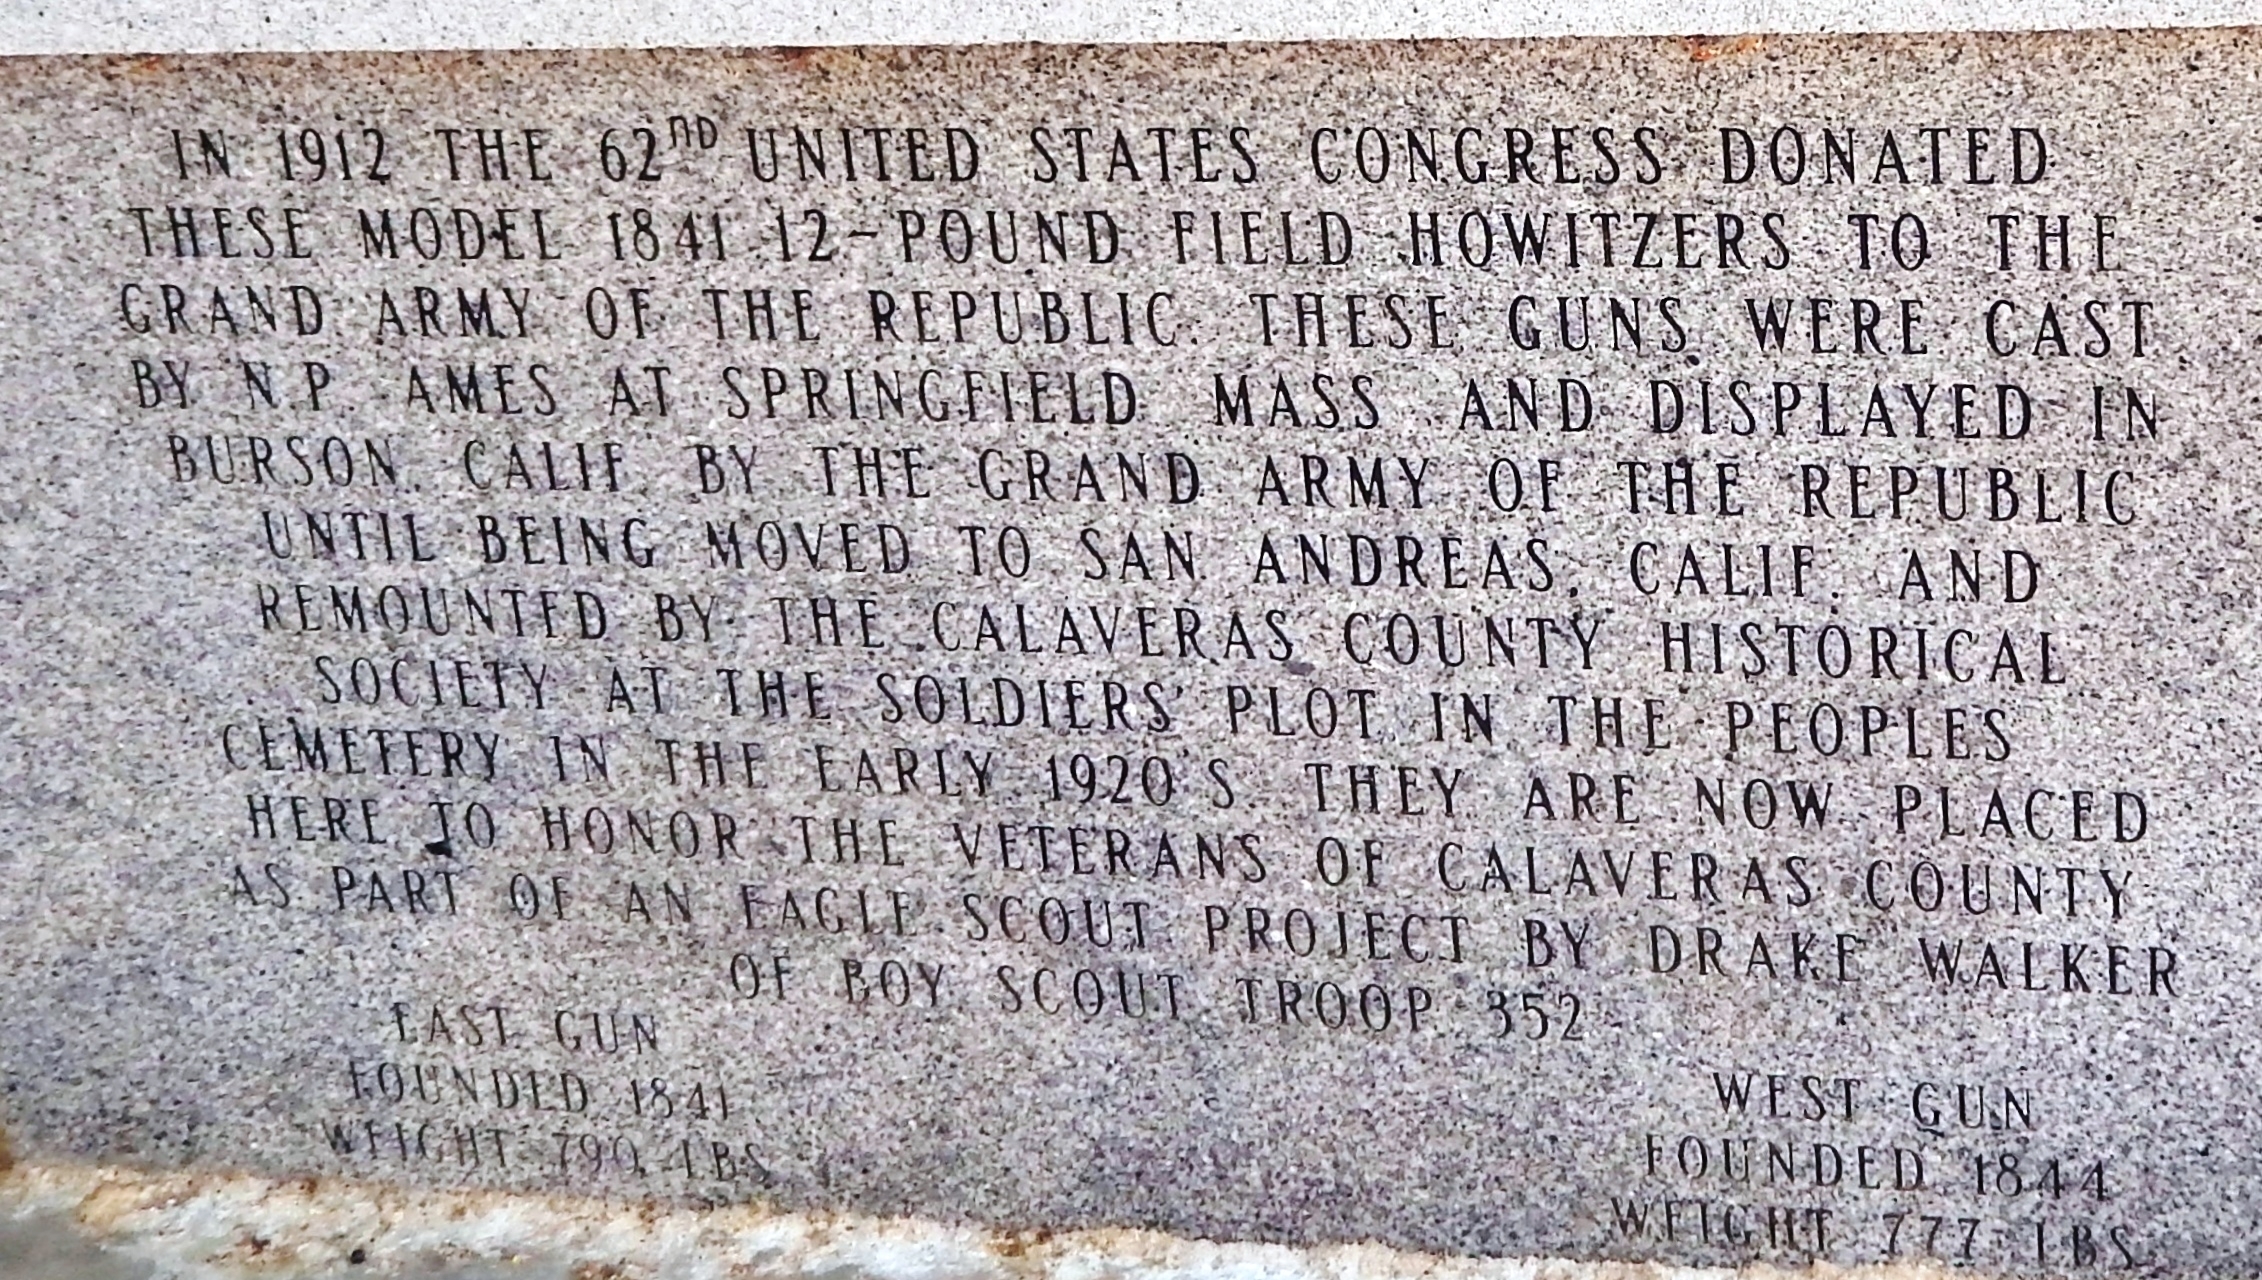 IN 1912 THE 62ND UNITED STATES CONGRESS DONATED
THESE MODEL 1841 12-POUND FIELD HOWITZERS TO THE
GRAND ARMY OF THE REPUBLIC. THESE GUNS WERE CAST
BY N.P. AMES AT SPRINGFIELD MASS AND DISPLAYED IN
BURSON, CALIF BY THE GRAND ARMY OF THE REPUBLIC
UNTIL BEING MOVED TO SAN ANDREAS, CALIF. AND
REMOUNTED BY THE CALAVERAS COUNTY HISTORICAL
SOCIETY AT THE SOLDIERS' PLOT IN THE PEOPLES
CEMETERY IN THE EARLY 1920'S. THEY ARE NOW PLACED
HERE TO HONOR THE VETERANS OF CALAVERAS COUNTY
AS PART OF AN EAGLE SCOUT PROJECT BY DRAKE WALKER
OF BOY SCOUT TROOP 352
EAST GUN
FOUNDED 1841
WEIGHT 790 LBS
WEST GUN
FOUNDED 1844
WEIGHT 777 LBS